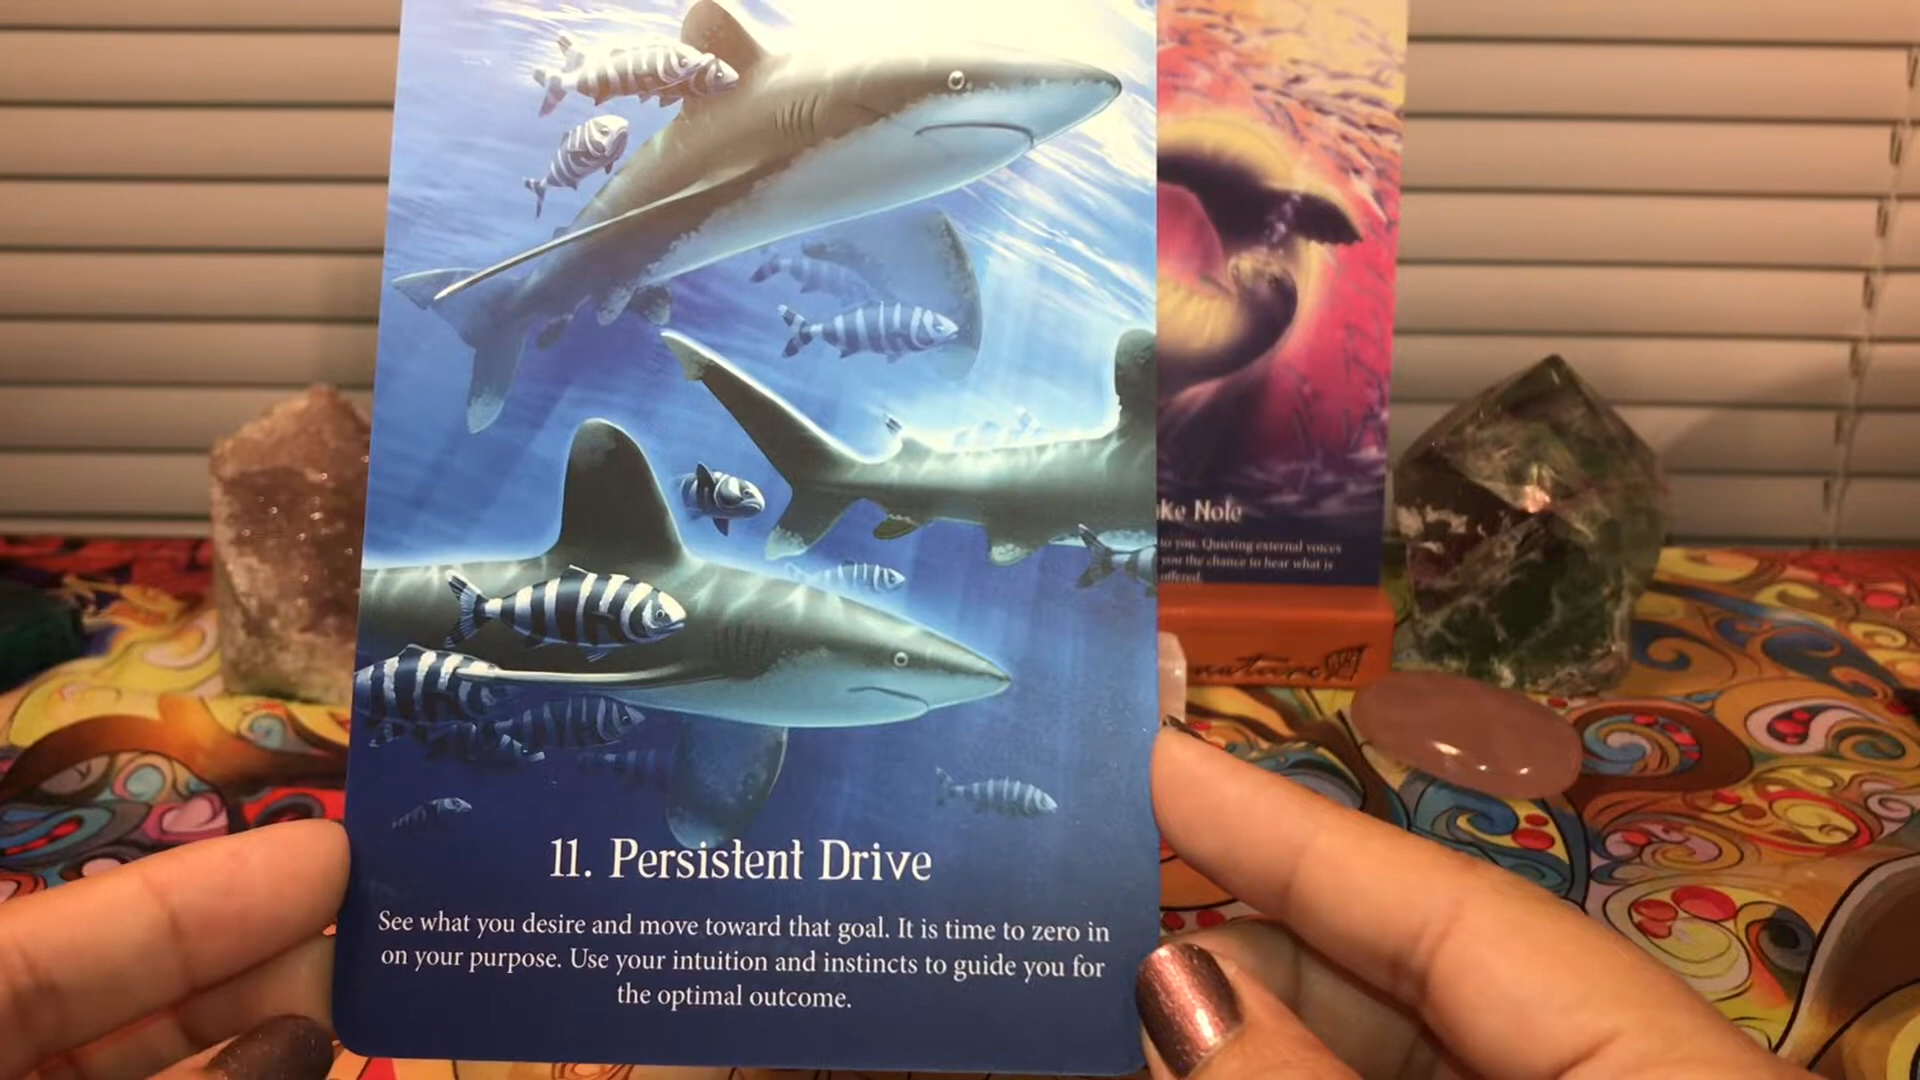 11. Persistent Drive
See what you desire and move toward that goal. It is time to zero in
on your purpose. Use your intuition and instincts to guide you for
the optimal outcome.
ke Note
to you. Quieting external voices
you the chance to hear what is
offered.
nature